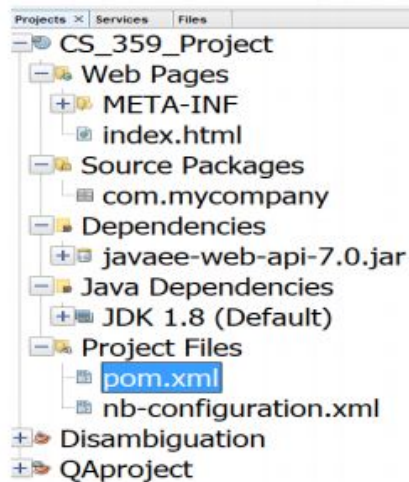 Projects × Services Files
CS_359_Project
Web Pages
META-INF
index.html
Source Packages
com.mycompany
Dependencies
javaee-web-api-7.0.jar
Java Dependencies
JDK 1.8 (Default)
Project Files
pom.xml
nb-configuration.xml
Disambiguation
QAproject